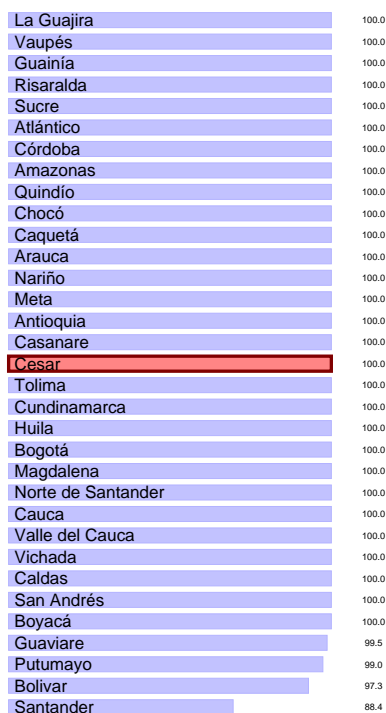 La Guajira 100.0
Vaupés 100.0
Guainía 100.0
Risaralda 100.0
Sucre 100.0
Atlántico 100.0
Córdoba 100.0
Amazonas 100.0
Quindío 100.0
Chocó 100.0
Caquetá 100.0
Arauca 100.0
Nariño 100.0
Meta 100.0
Antioquia 100.0
Casanare 100.0
Cesar 100.0
Tolima 100.0
Cundinamarca 100.0
Huila 100.0
Bogotá 100.0
Magdalena 100.0
Norte de Santander 100.0
Cauca 100.0
Valle del Cauca 100.0
Vichada 100.0
Caldas 100.0
San Andrés 100.0
Boyacá 100.0
Guaviare 99.5
Putumayo 99.0
Bolivar 97.3
Santander 88.4